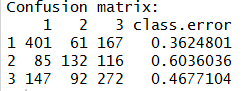 Confusion matrix:
1 2 3 class.error
1 401 61 167 0.3624801
2 85 132 116 0.6036036
3 147 92 272 0.4677104